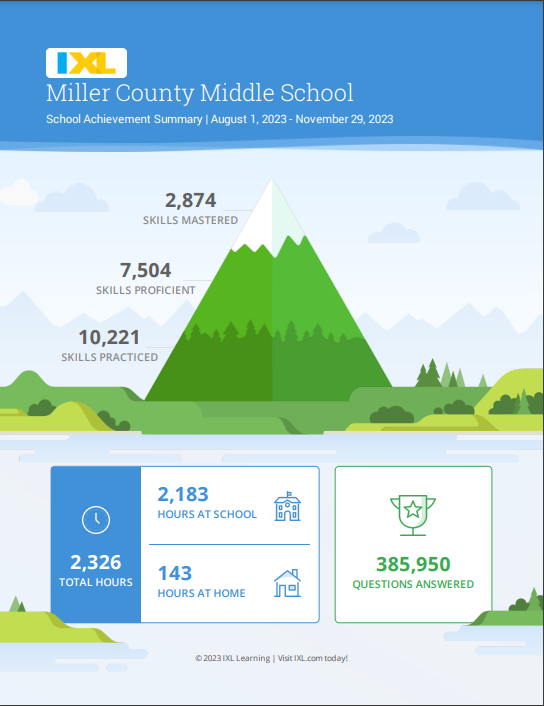 IXL
Miller County Middle School
School Achievement Summary | August 1, 2023 - November 29, 2023
2,874
SKILLS MASTERED
7,504
SKILLS PROFICIENT
10,221
SKILLS PRACTICED
2,326
TOTAL HOURS
2,183
HOURS AT SCHOOL
143
HOURS AT HOME
385,950
QUESTIONS ANSWERED
© 2023 IXL Learning | Visit IXL.com today!